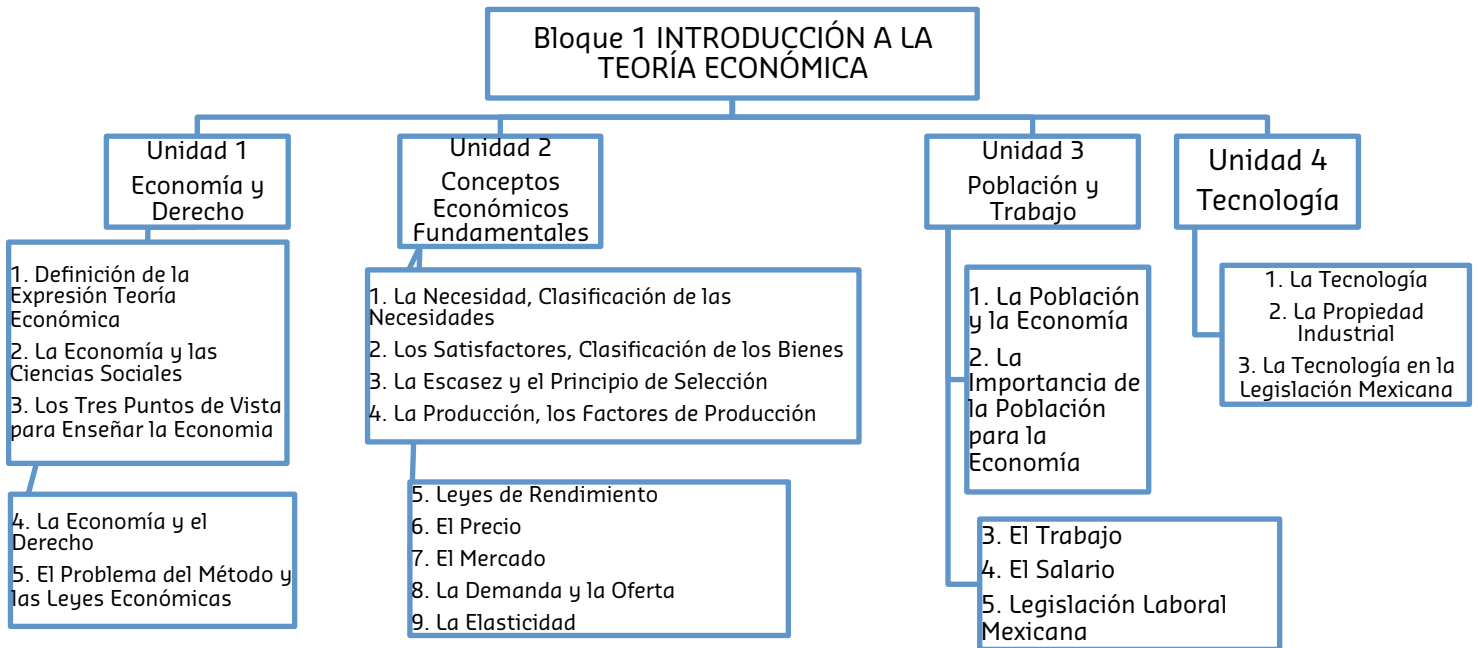 Bloque 1 INTRODUCCIÓN A LA
TEORÍA ECONÓMICA
Unidad 1
Economía y
Derecho
1. Definición de la
Expresión Teoría
Económica
2. La Economía y las
Ciencias Sociales
3. Los Tres Puntos de Vista
para Enseñar la Economia
4. La Economía y el
Derecho
5. El Problema del Método y
las Leyes Económicas
Unidad 2
Conceptos
Económicos
Fundamentales
1. La Necesidad, Clasificación de las
Necesidades
2. Los Satisfactores, Clasificación de los Bienes
3. La Escasez y el Principio de Selección
4. La Producción, los Factores de Producción
5. Leyes de Rendimiento
6. El Precio
7. El Mercado
8. La Demanda y la Oferta
9. La Elasticidad
Unidad 3
Población y
Trabajo
1. La Población
y la Economía
2. La
Importancia de
la Población
para la
Economía
3. El Trabajo
4. El Salario
5. Legislación Laboral
Mexicana
Unidad 4
Tecnología
1. La Tecnología
2. La Propiedad
Industrial
3. La Tecnología en la
Legislación Mexicana